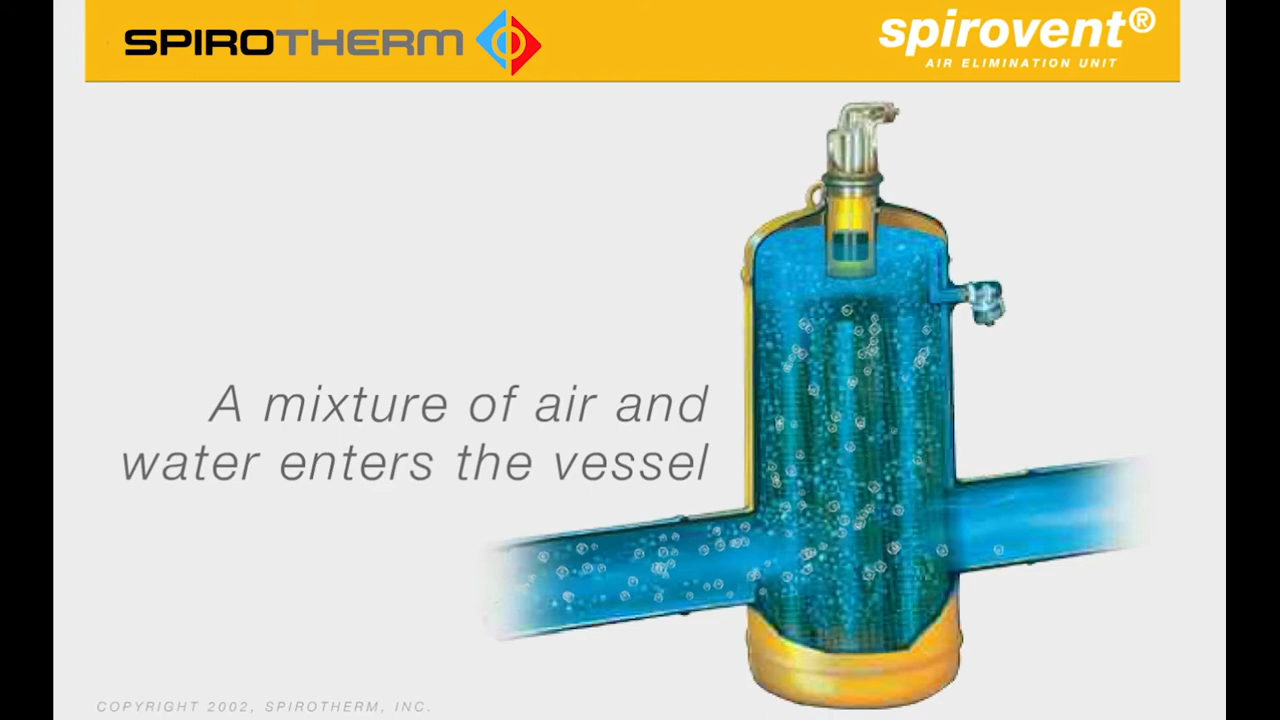 SPIROTHERM
spirovent®
AIR ELIMINATION UNIT
A mixture of air and
water enters the vessel
COPYRIGHT 2002, SPIROTHERM, INC.